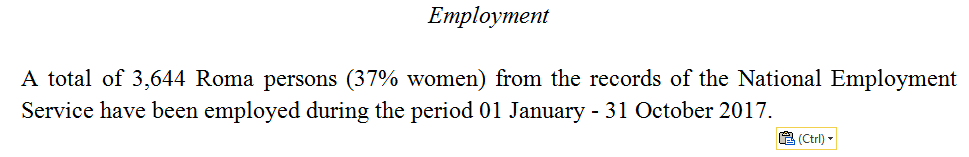 Employment
A total of 3,644 Roma persons (37% women) from the records of the National Employment
Service have been employed during the period 01 January - 31 October 2017.
(Ctrl)